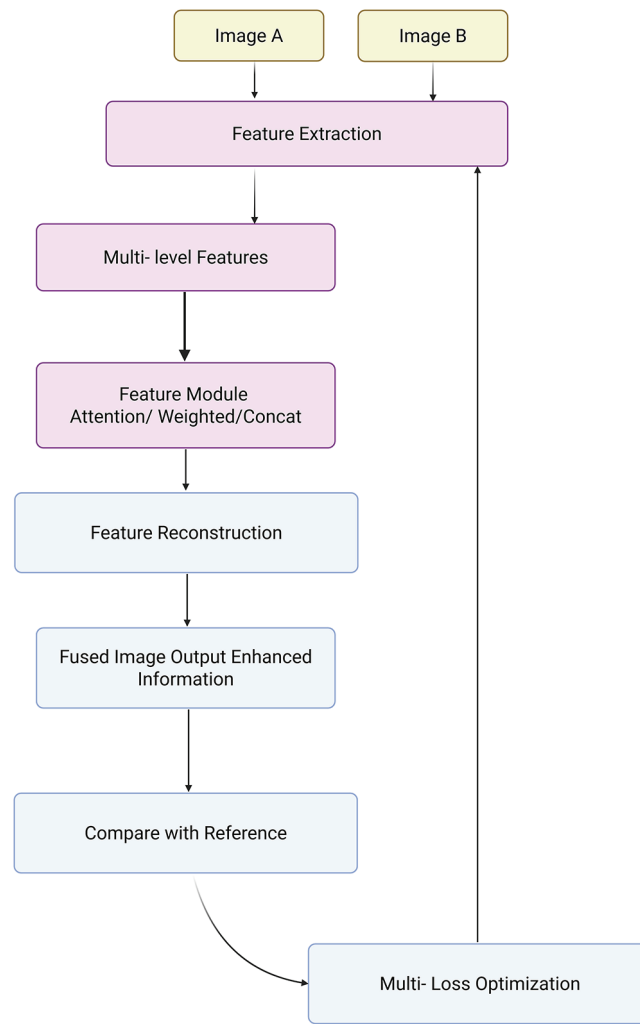 Image A
Image B
Feature Extraction
Multi- level Features
Feature Module
Attention/ Weighted/Concat
Feature Reconstruction
Fused Image Output Enhanced
Information
Compare with Reference
Multi- Loss Optimization